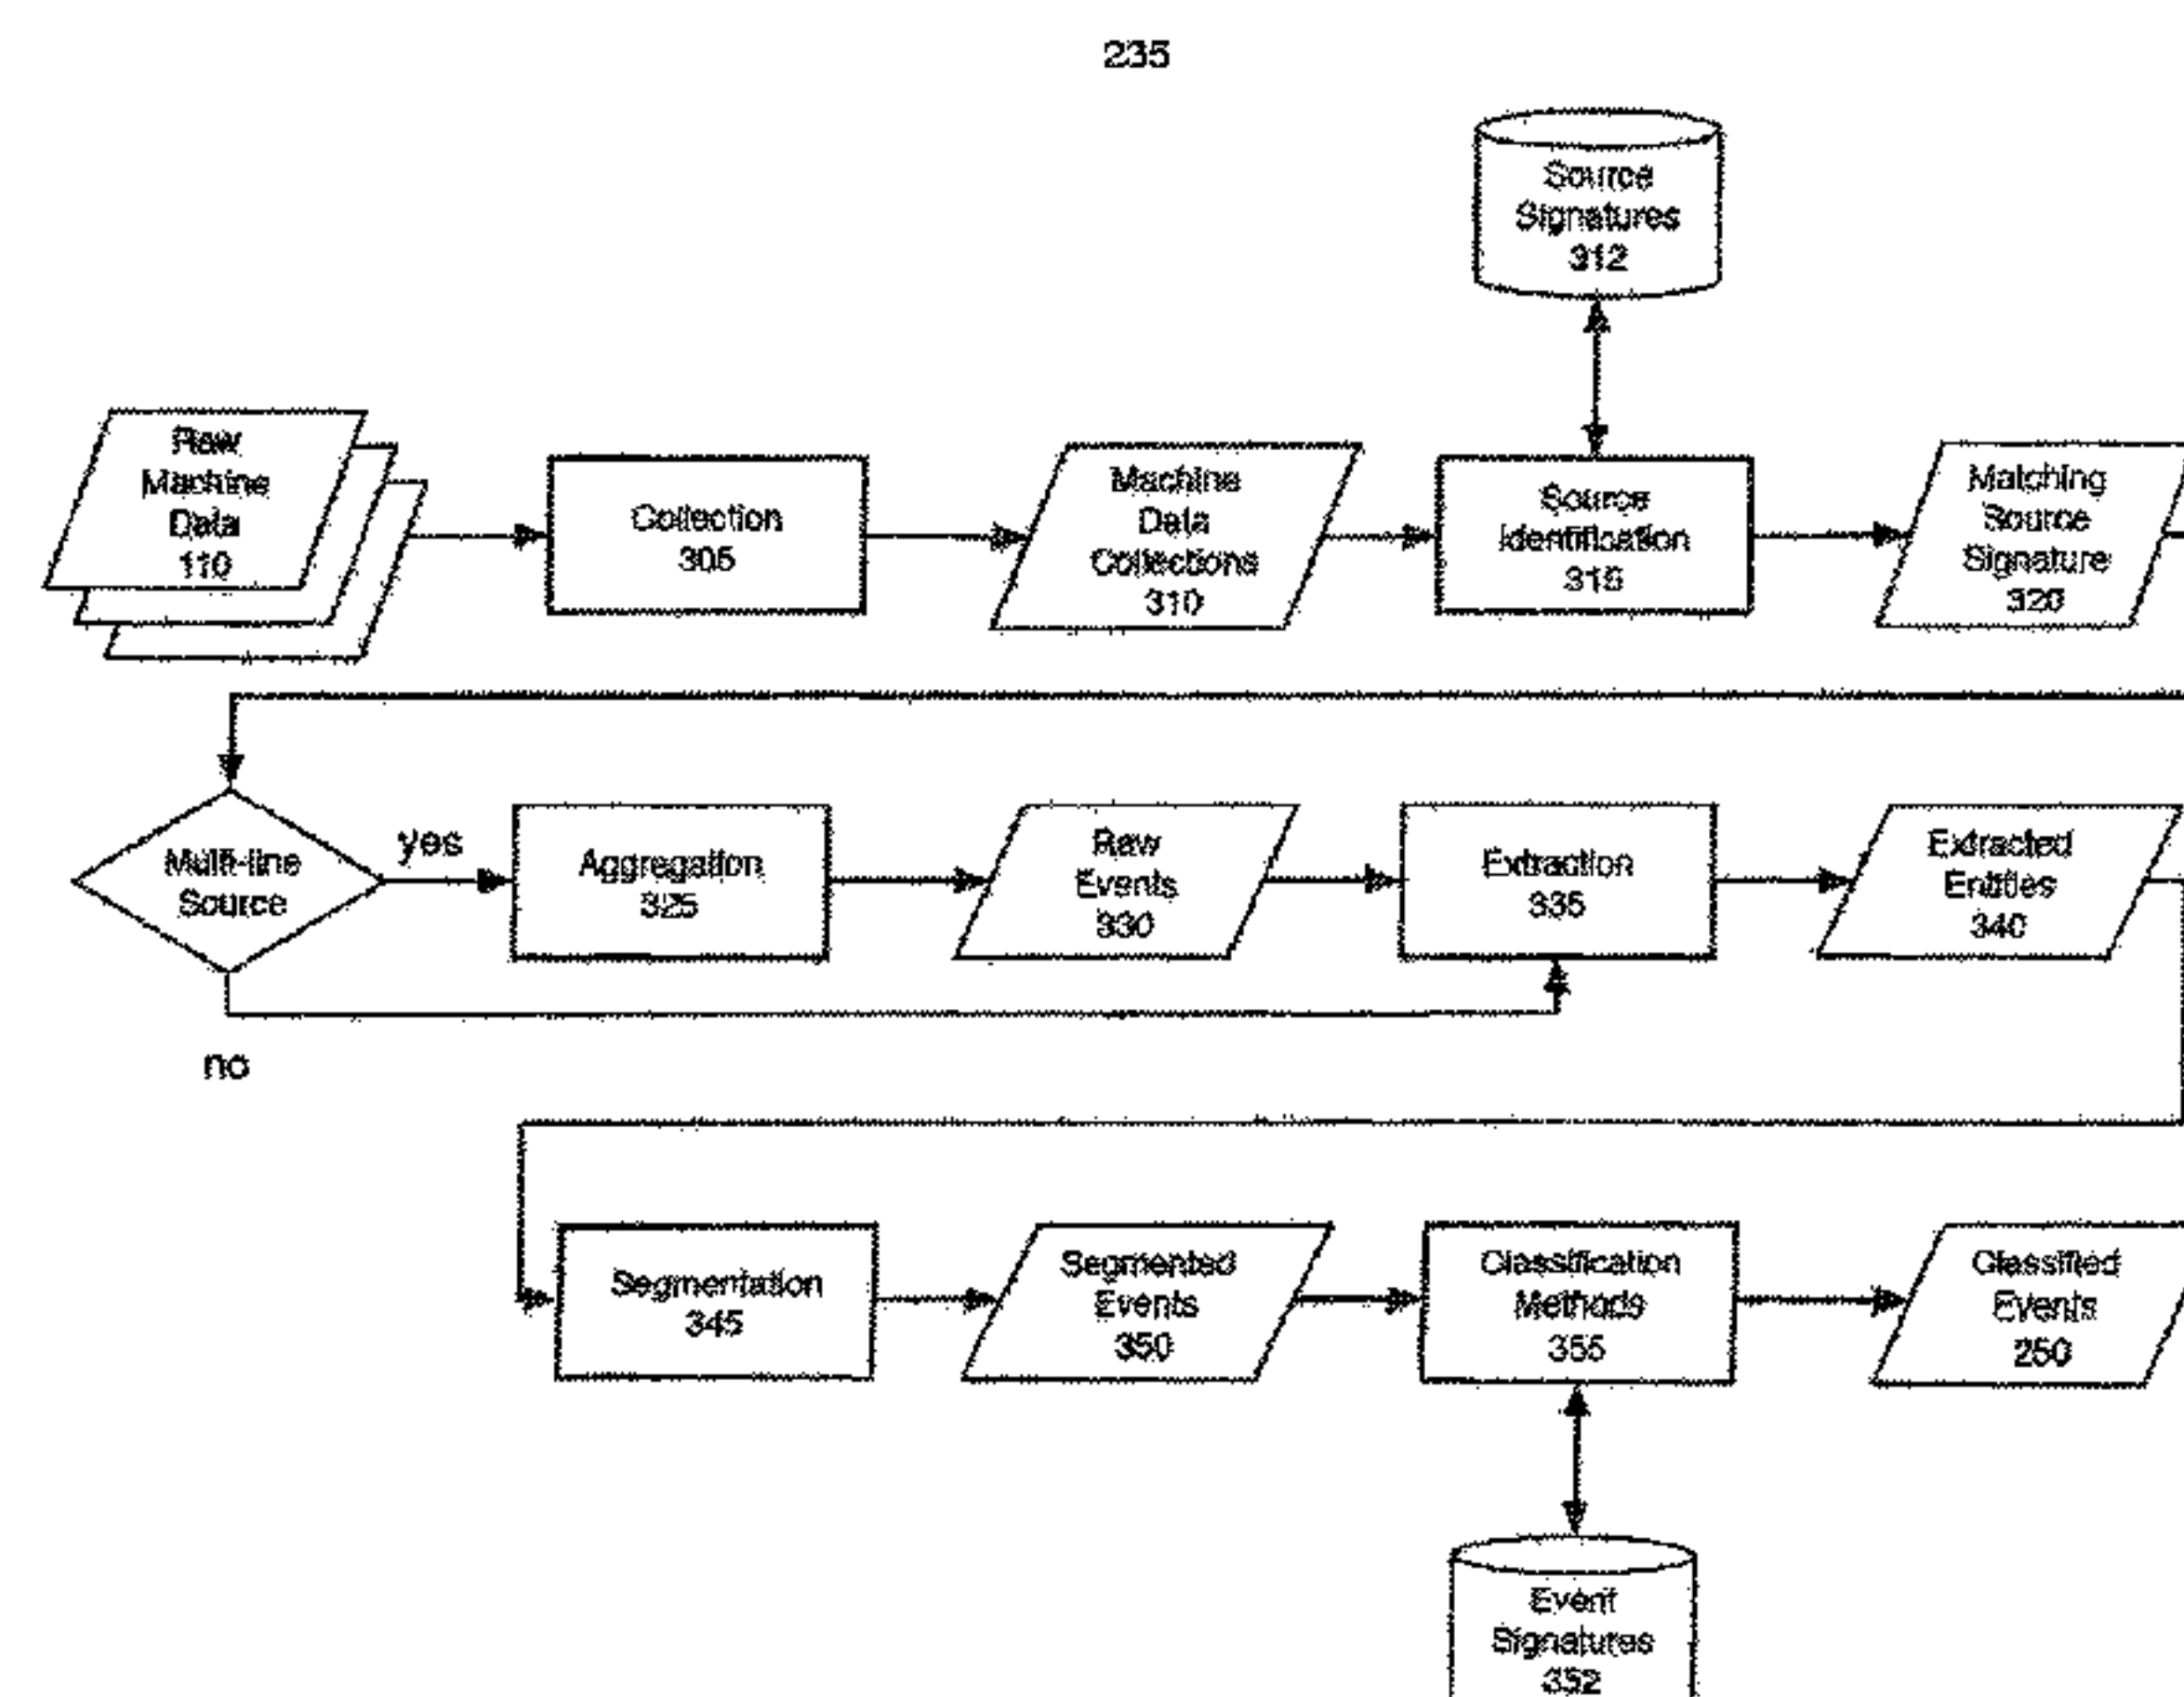 235
Source
Signatures
312
Raw
Machine
Data
110
Collection
305
Machine
Data
Collections
310
Source
Identification
315
Matching
Source
Signature
320
Multi-line
Source
yes
Aggregation
325
Raw
Events
330
Extraction
335
Extracted
Entities
340
no
Segmentation
345
Segmented
Events
350
Classification
Methods
355
Classified
Events
250
Event
Signatures
352